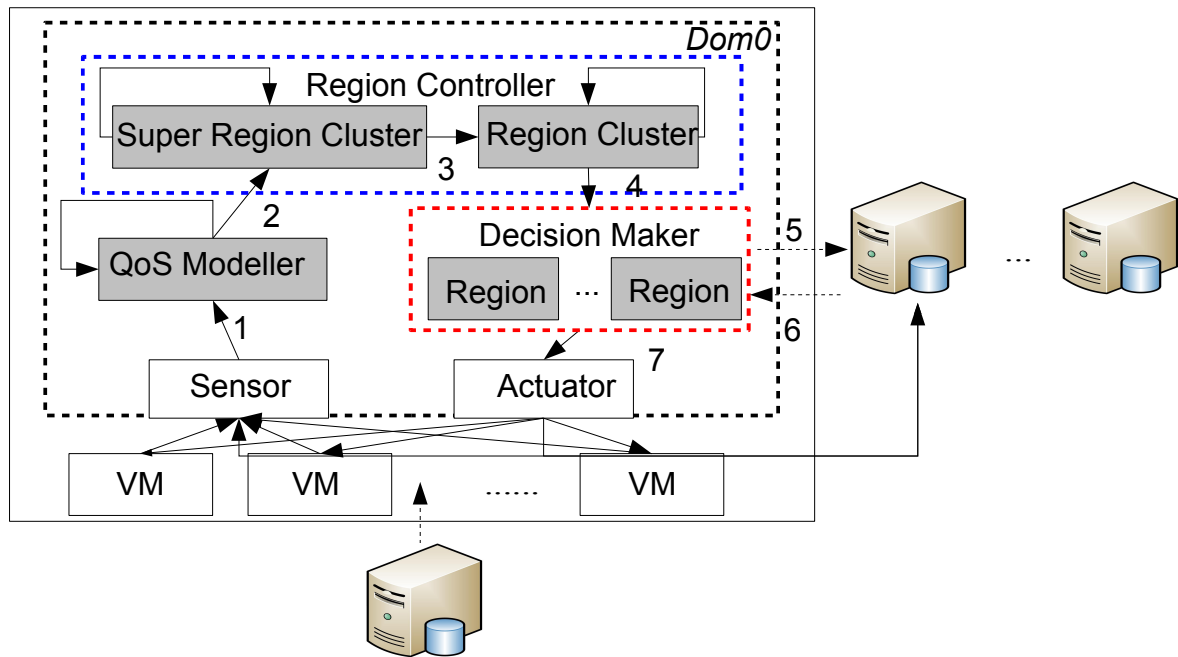 Dom0
Region Controller
Super Region Cluster
Region Cluster
3
4
2
Decision Maker
5
...
QoS Modeller
Region
...
Region
1
6
7
Sensor
Actuator
VM
VM
......
VM